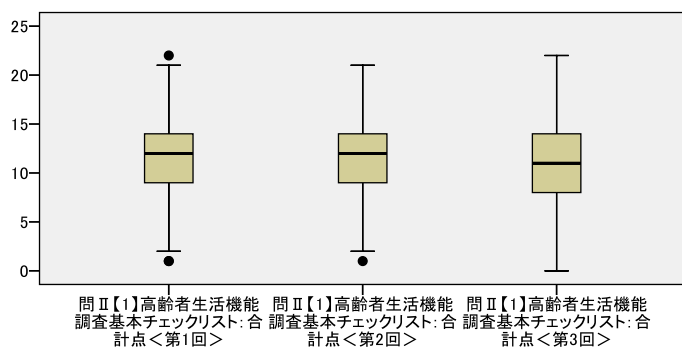 25
20
15
10
5
0
問Ⅱ【1】高齢者生活機能
調査基本チェックリスト：合
計点＜第1回＞
問Ⅱ【1】高齢者生活機能
調査基本チェックリスト：合
計点＜第2回＞
問Ⅱ【1】高齢者生活機能
調査基本チェックリスト：合
計点＜第3回＞